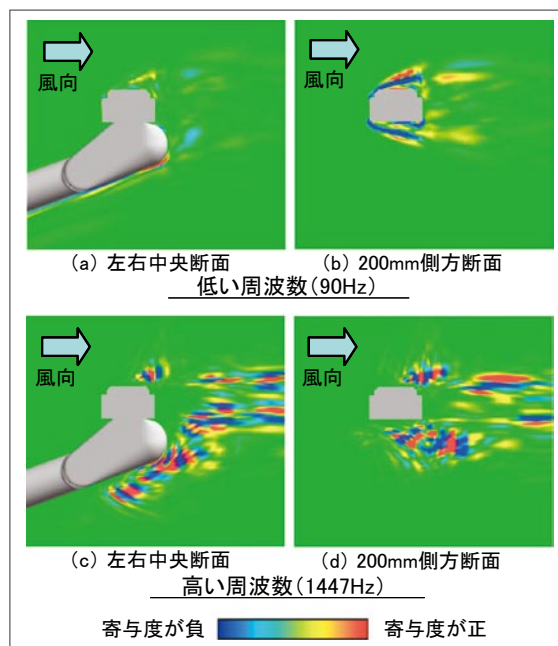 風向
風向
(a) 左右中央断面
(b) 200mm側方断面
低い周波数(90Hz)
風向
風向
(c) 左右中央断面
(d) 200mm側方断面
高い周波数(1447Hz)
寄与度が負
寄与度が正